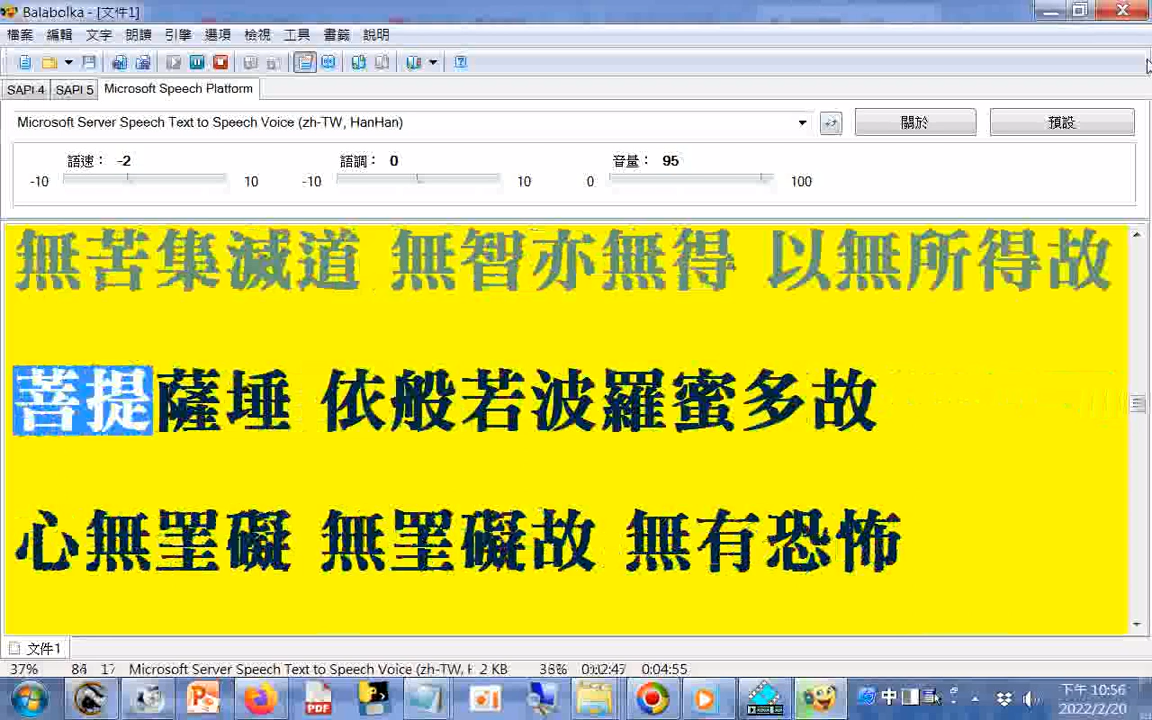 Balabolka - [文件1]
檔案 編輯 文字 朗讀 引擎 選項 檢視 工具 書籤 說明
SAPI 4 SAPI 5 Microsoft Speech Platform
Microsoft Server Speech Text to Speech Voice (zh-TW, HanHan) 關於 預設
語速： -2 語調： 0 音量： 95
-10 10 -10 10 0 100
無苦集滅道 無智亦無得 以無所得故
菩提薩埵 依般若波羅蜜多故
心無罣礙 無罣礙故 無有恐怖
文件1
37% 84 17 Microsoft Server Speech Text to Speech Voice (zh-TW, H 2 KB 0:02:47 0:04:55
PDF 中 下午 10:56
2022/2/20